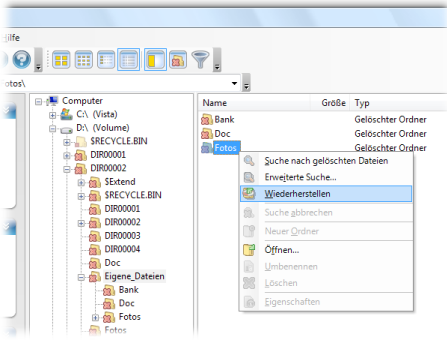 Hilfe
otos\
Computer
C:\ (Vista)
D:\ (Volume)
$RECYCLE.BIN
DIR00001
DIR00002
$Extend
$RECYCLE.BIN
DIR00001
DIR00002
DIR00003
DIR00004
Doc
Eigene_Dateien
Bank
Doc
Fotos
Fotos
Name Größe Typ
Bank Gelöschter Ordner
Doc Gelöschter Ordner
Fotos Gelöschter Ordner
Suche nach gelöschten Dateien
Erweiterte Suche...
Wiederherstellen
Suche abbrechen
Neuer Ordner
Öffnen...
Umbenennen
Löschen
Eigenschaften